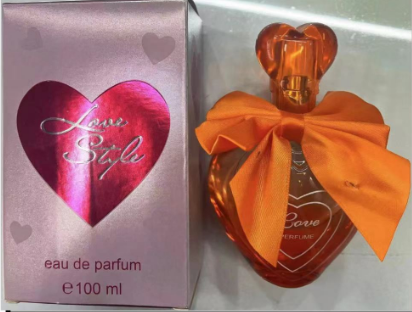 Love
Style
eau de parfum
℮ 100 ml
Love
PERFUME